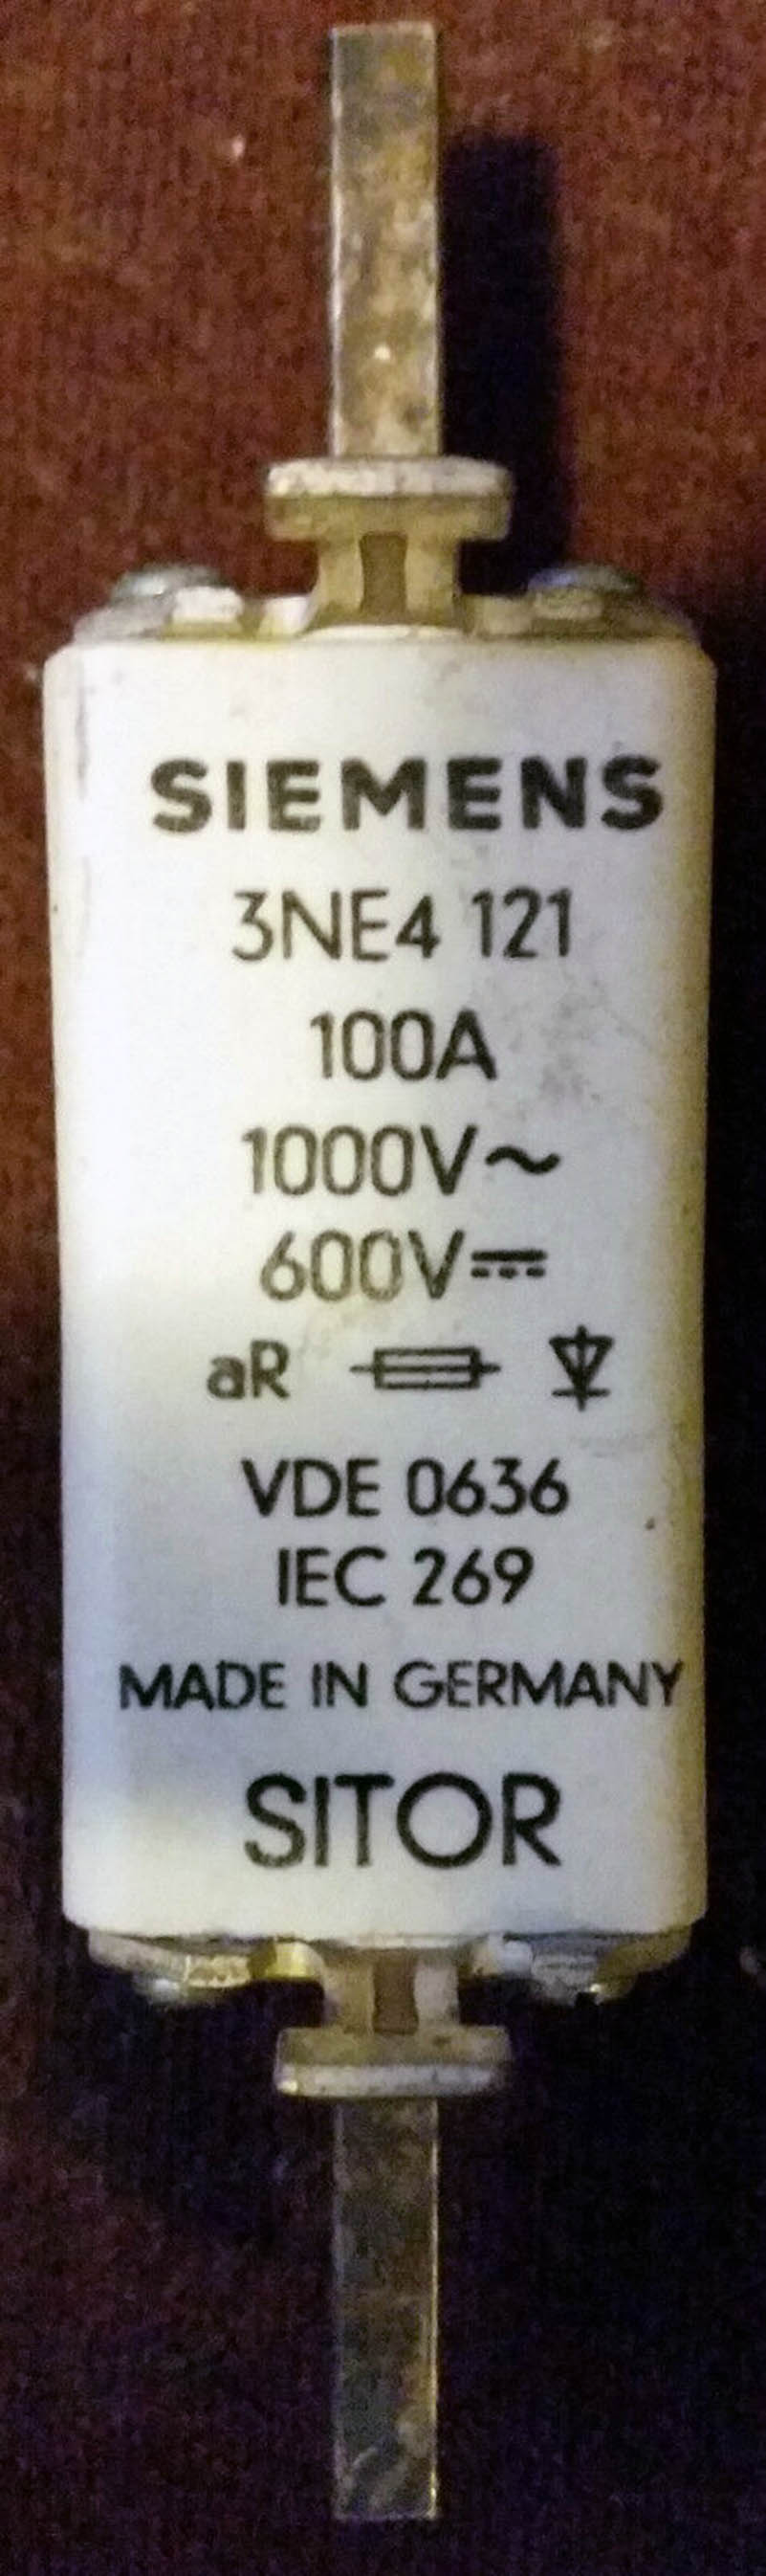 SIEMENS
3NE4 121
100A
1000V~
600V⎓
aR
VDE 0636
IEC 269
MADE IN GERMANY
SITOR